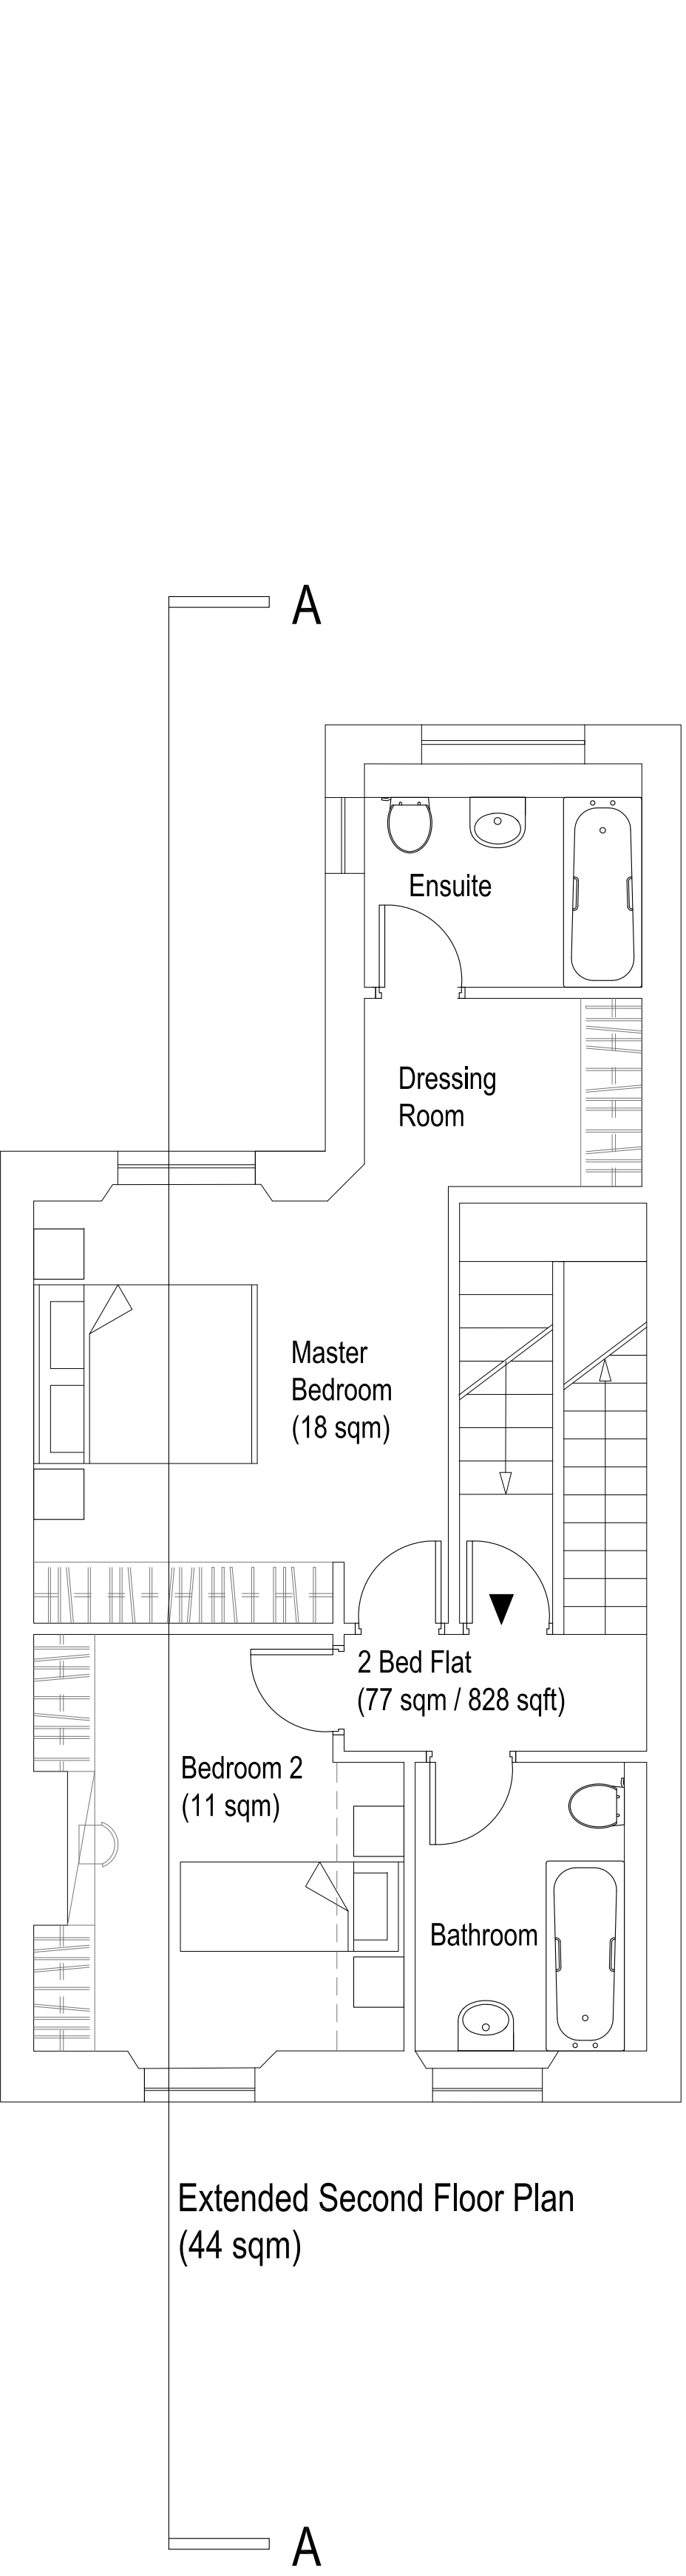 A
Ensuite
Dressing
Room
Master
Bedroom
(18 sqm)
2 Bed Flat
(77 sqm / 828 sqft)
Bedroom 2
(11 sqm)
Bathroom
Extended Second Floor Plan
(44 sqm)
A